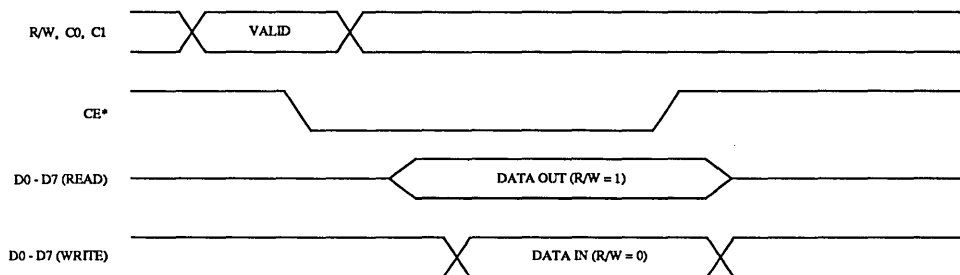 R/W, C0, C1 VALID
CE*
D0 - D7 (READ) DATA OUT (R/W = 1)
D0 - D7 (WRITE) DATA IN (R/W = 0)